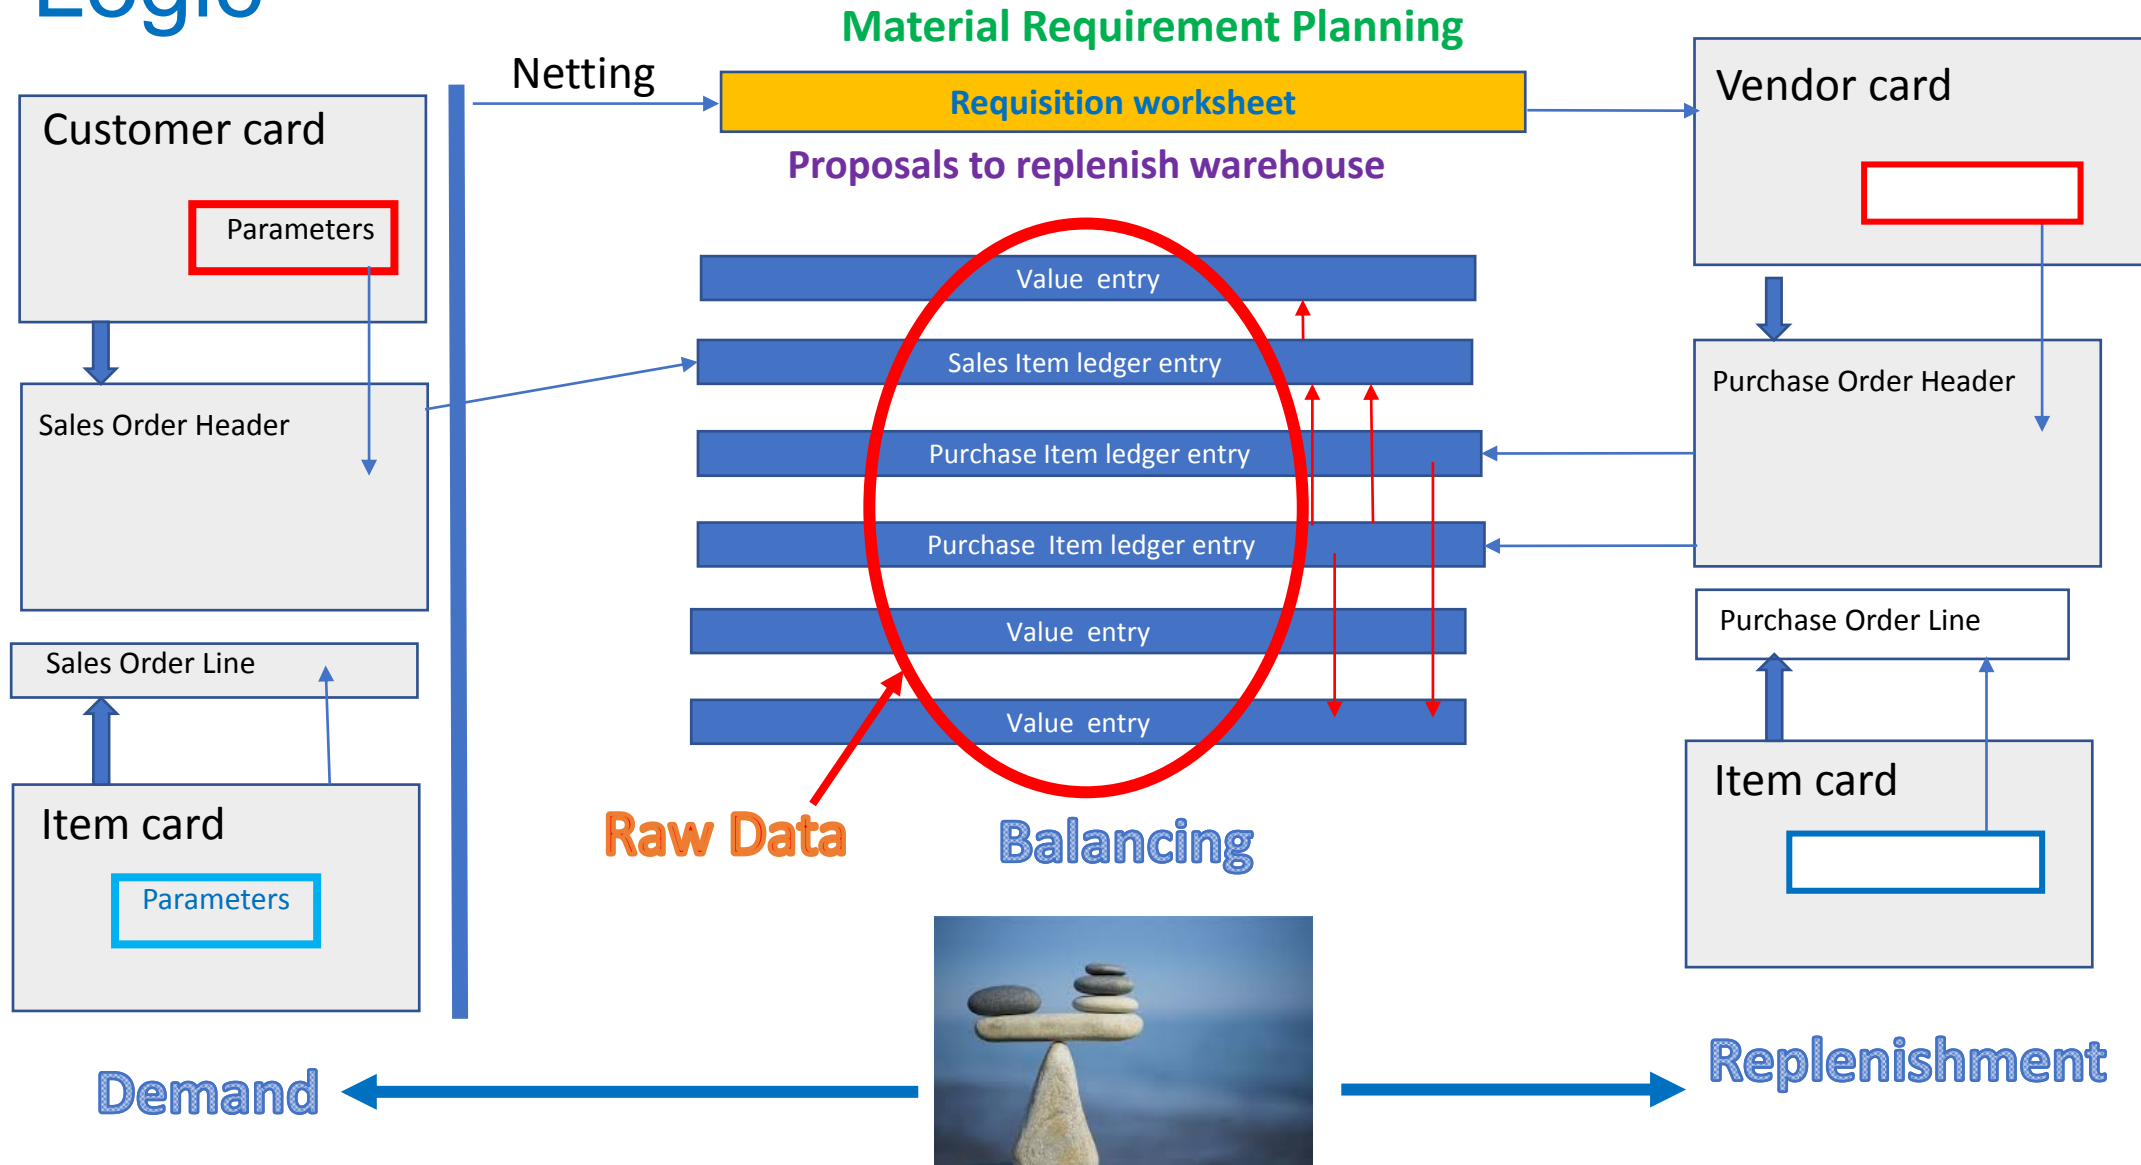 Logic
Material Requirement Planning
Netting
Requisition worksheet
Vendor card
Customer card
Proposals to replenish warehouse
Parameters
Value entry
Sales Item ledger entry
Purchase Order Header
Sales Order Header
Purchase Item ledger entry
Purchase Item ledger entry
Purchase Order Line
Value entry
Sales Order Line
Value entry
Item card
Item card
Raw Data
Balancing
Parameters
Replenishment
Demand